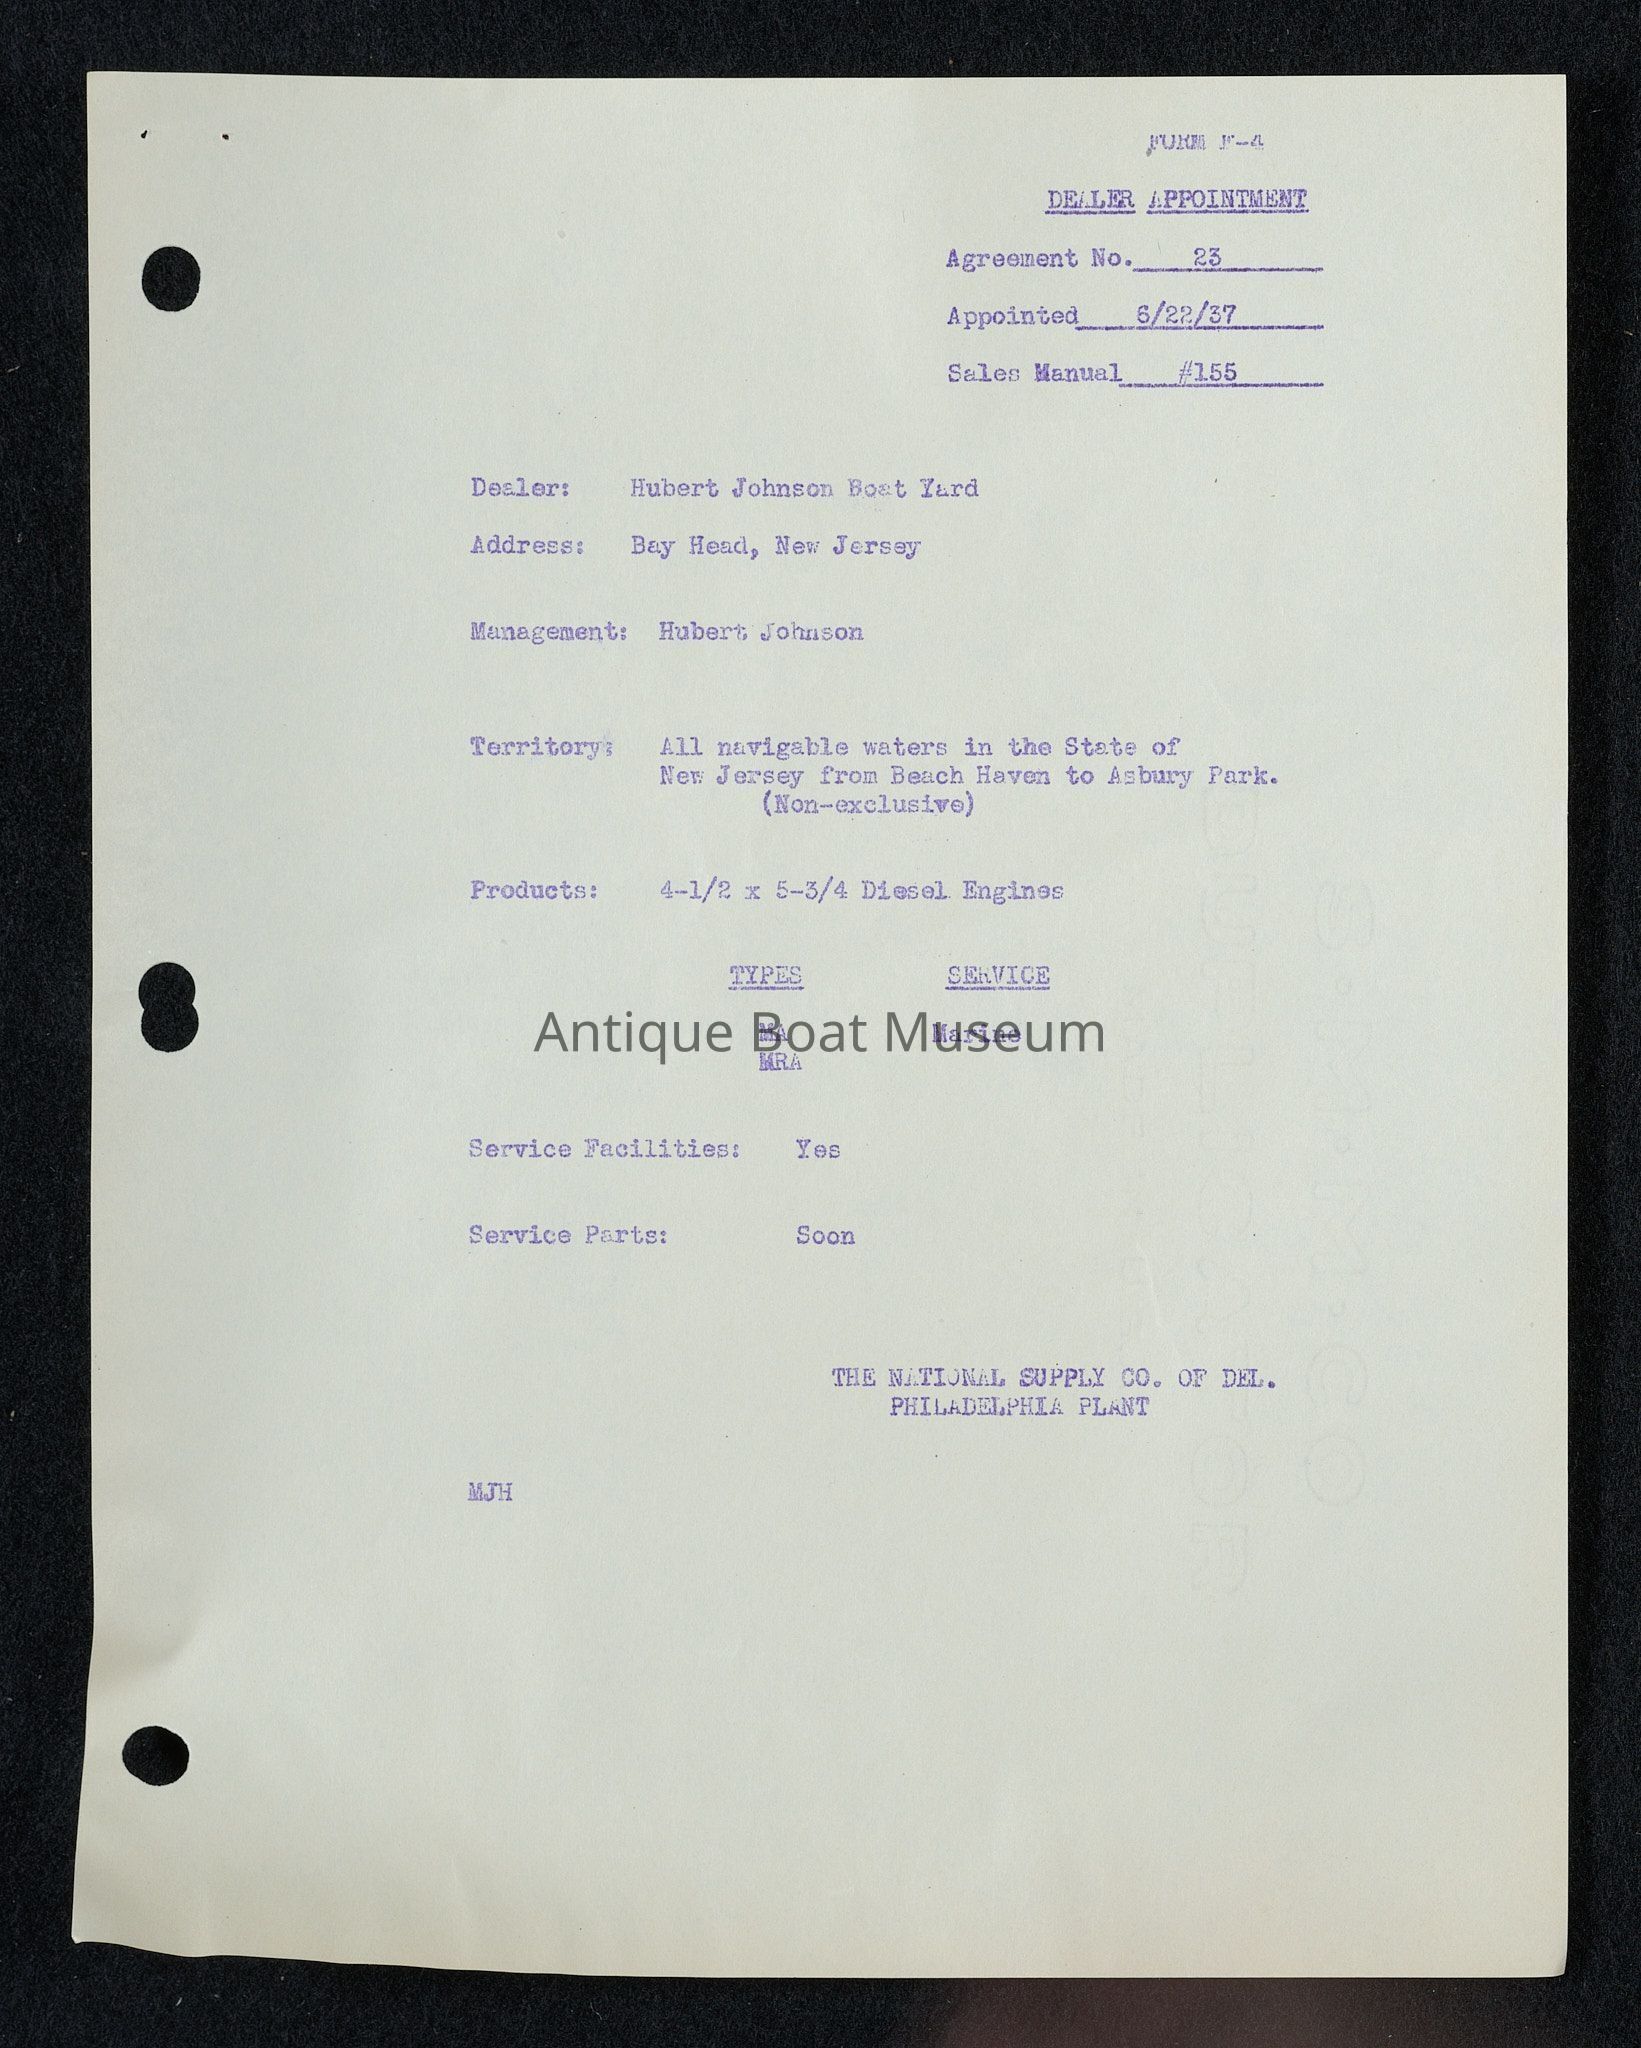 FORM F-4
DEALER APPOINTMENT
Agreement No. 23
Appointed 6/22/37
Sales Manual #155
Dealer: Hubert Johnson Boat Yard
Address: Bay Head, New Jersey
Management: Hubert Johnson
Territory: All navigable waters in the State of
New Jersey from Beach Haven to Asbury Park.
(Non-exclusive)
Products: 4-1/2 x 5-3/4 Diesel Engines
TYPES SERVICE
MA Marine
Antique Boat Museum
MRA
Service Facilities: Yes
Service Parts: Soon
THE NATIONAL SUPPLY CO. OF DEL.
PHILADELPHIA PLANT
MJH